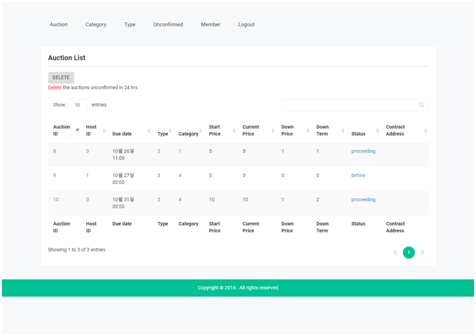 Auction Category Type Unconfirmed Member Logout
Auction List
DELETE
Delete the auctions unconfirmed in 24 hrs
Show 10 entries
Auction ID Host ID Due date Type Category Start Price Current Price Down Price Down Term Status Contract Address
8 3 10월 26일 11:00 2 1 5 5 1 1 proceeding
9 1 10월 27일 00:00 3 4 3 3 0 0 before
10 3 10월 31일 00:00 2 4 10 10 1 2 proceeding
Auction ID Host ID Due date Type Category Start Price Current Price Down Price Down Term Status Contract Address
Showing 1 to 3 of 3 entries
1
Copyright © 2018 . All rights reserved.